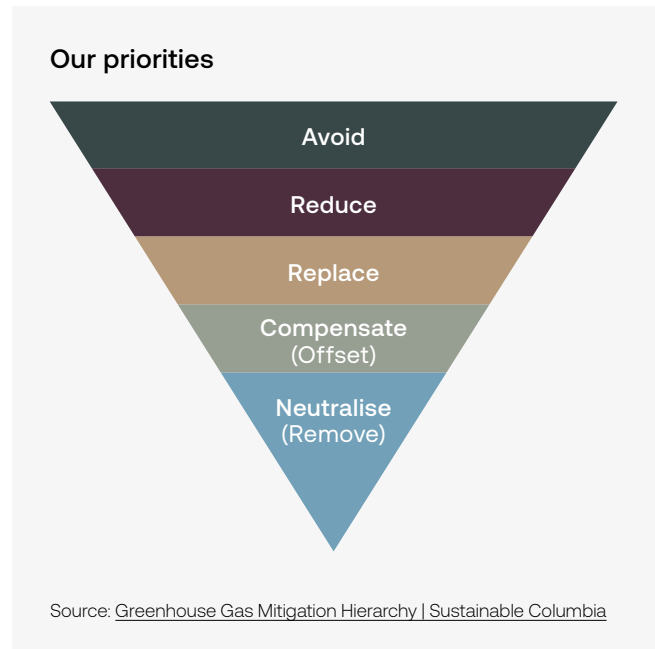 Our priorities
Avoid
Reduce
Replace
Compensate
(Offset)
Neutralise
(Remove)
Source: Greenhouse Gas Mitigation Hierarchy | Sustainable Columbia